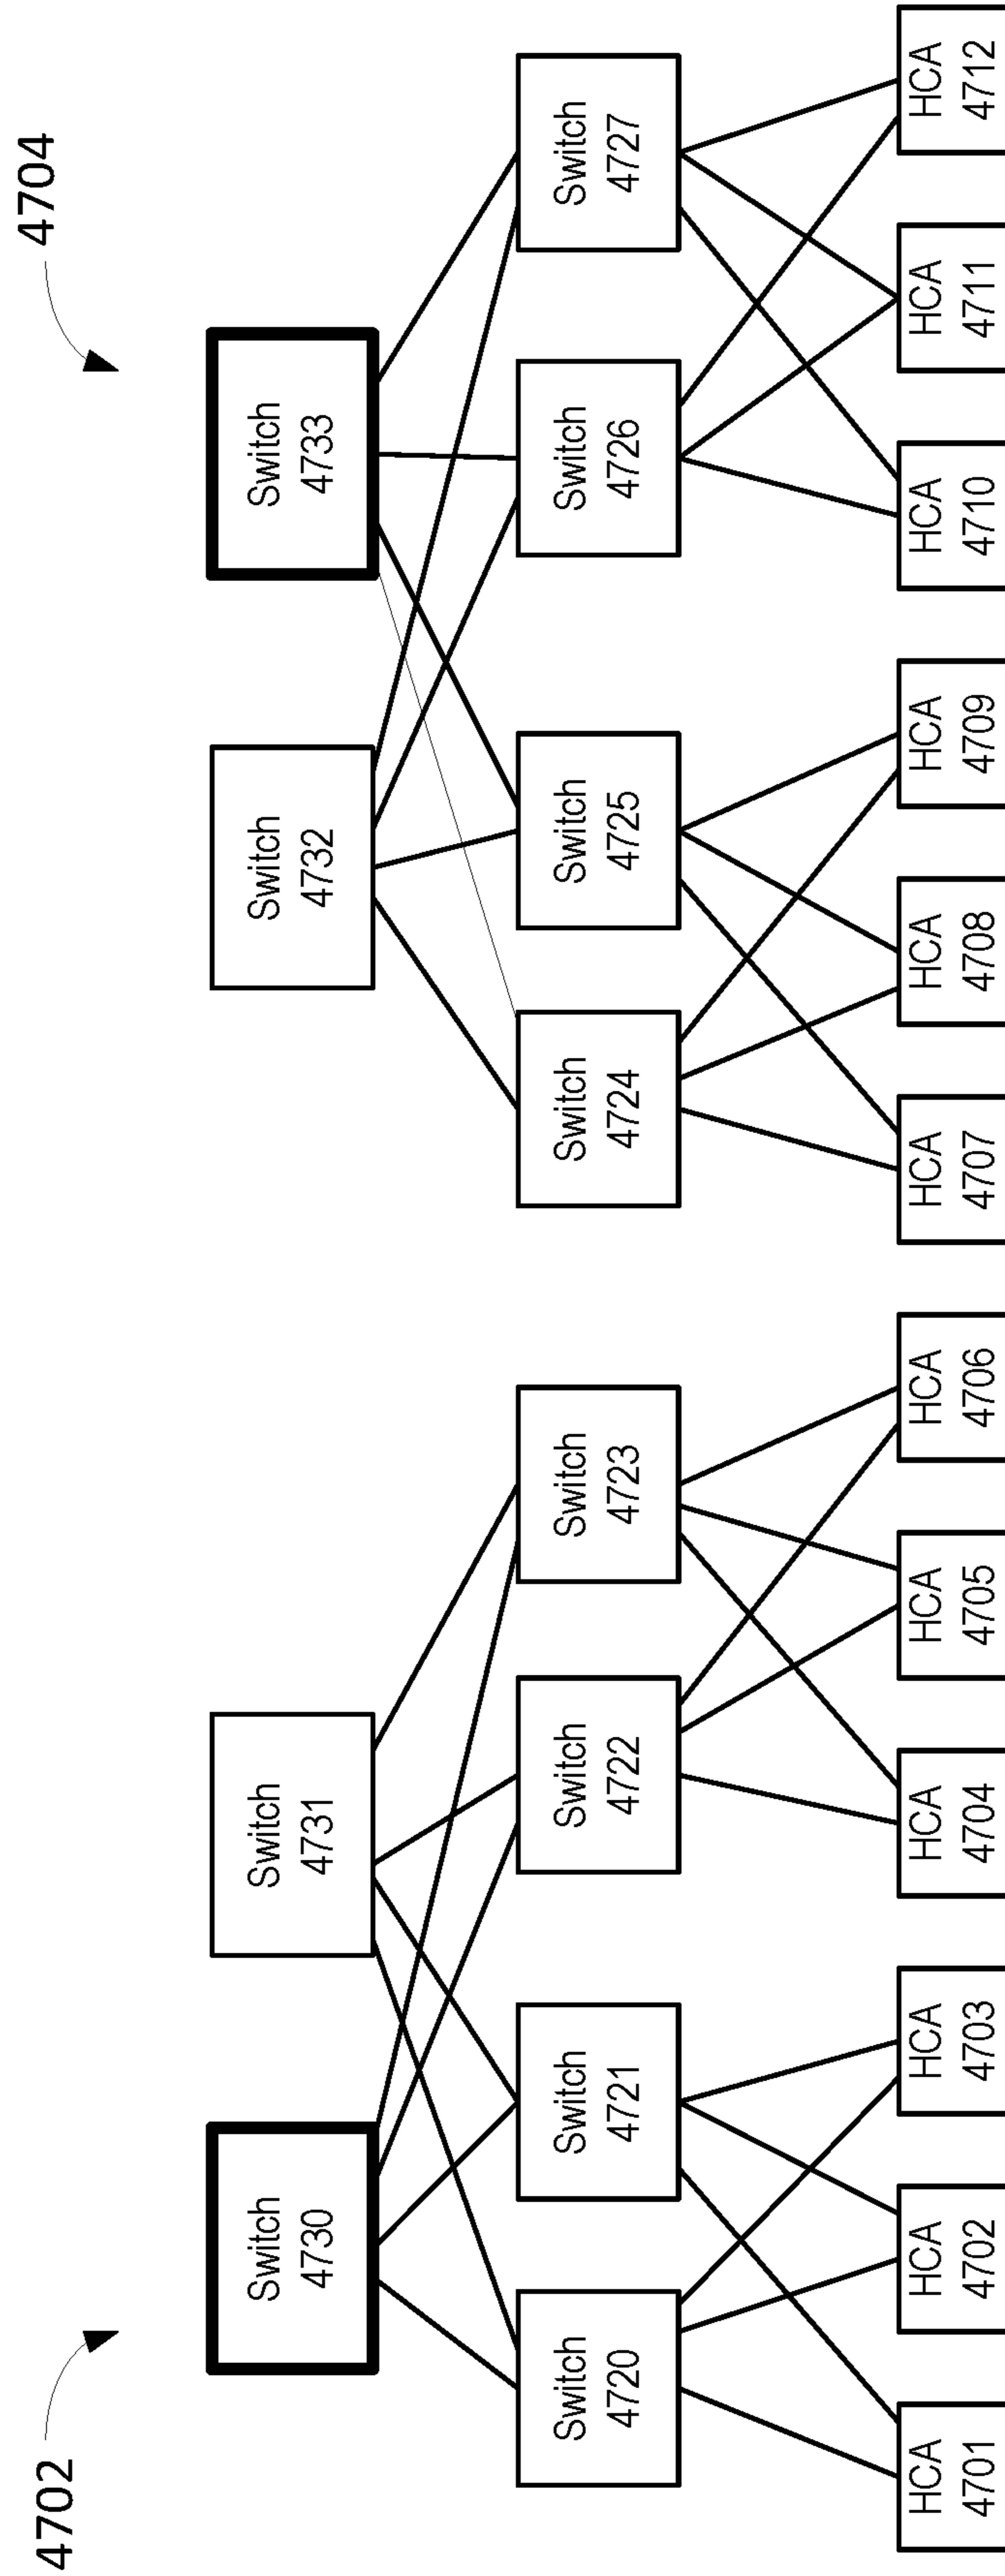 4702
4704
Switch
4730
Switch
4731
Switch
4732
Switch
4733
Switch
4720
Switch
4721
Switch
4722
Switch
4723
Switch
4724
Switch
4725
Switch
4726
Switch
4727
HCA
4701
HCA
4702
HCA
4703
HCA
4704
HCA
4705
HCA
4706
HCA
4707
HCA
4708
HCA
4709
HCA
4710
HCA
4711
HCA
4712